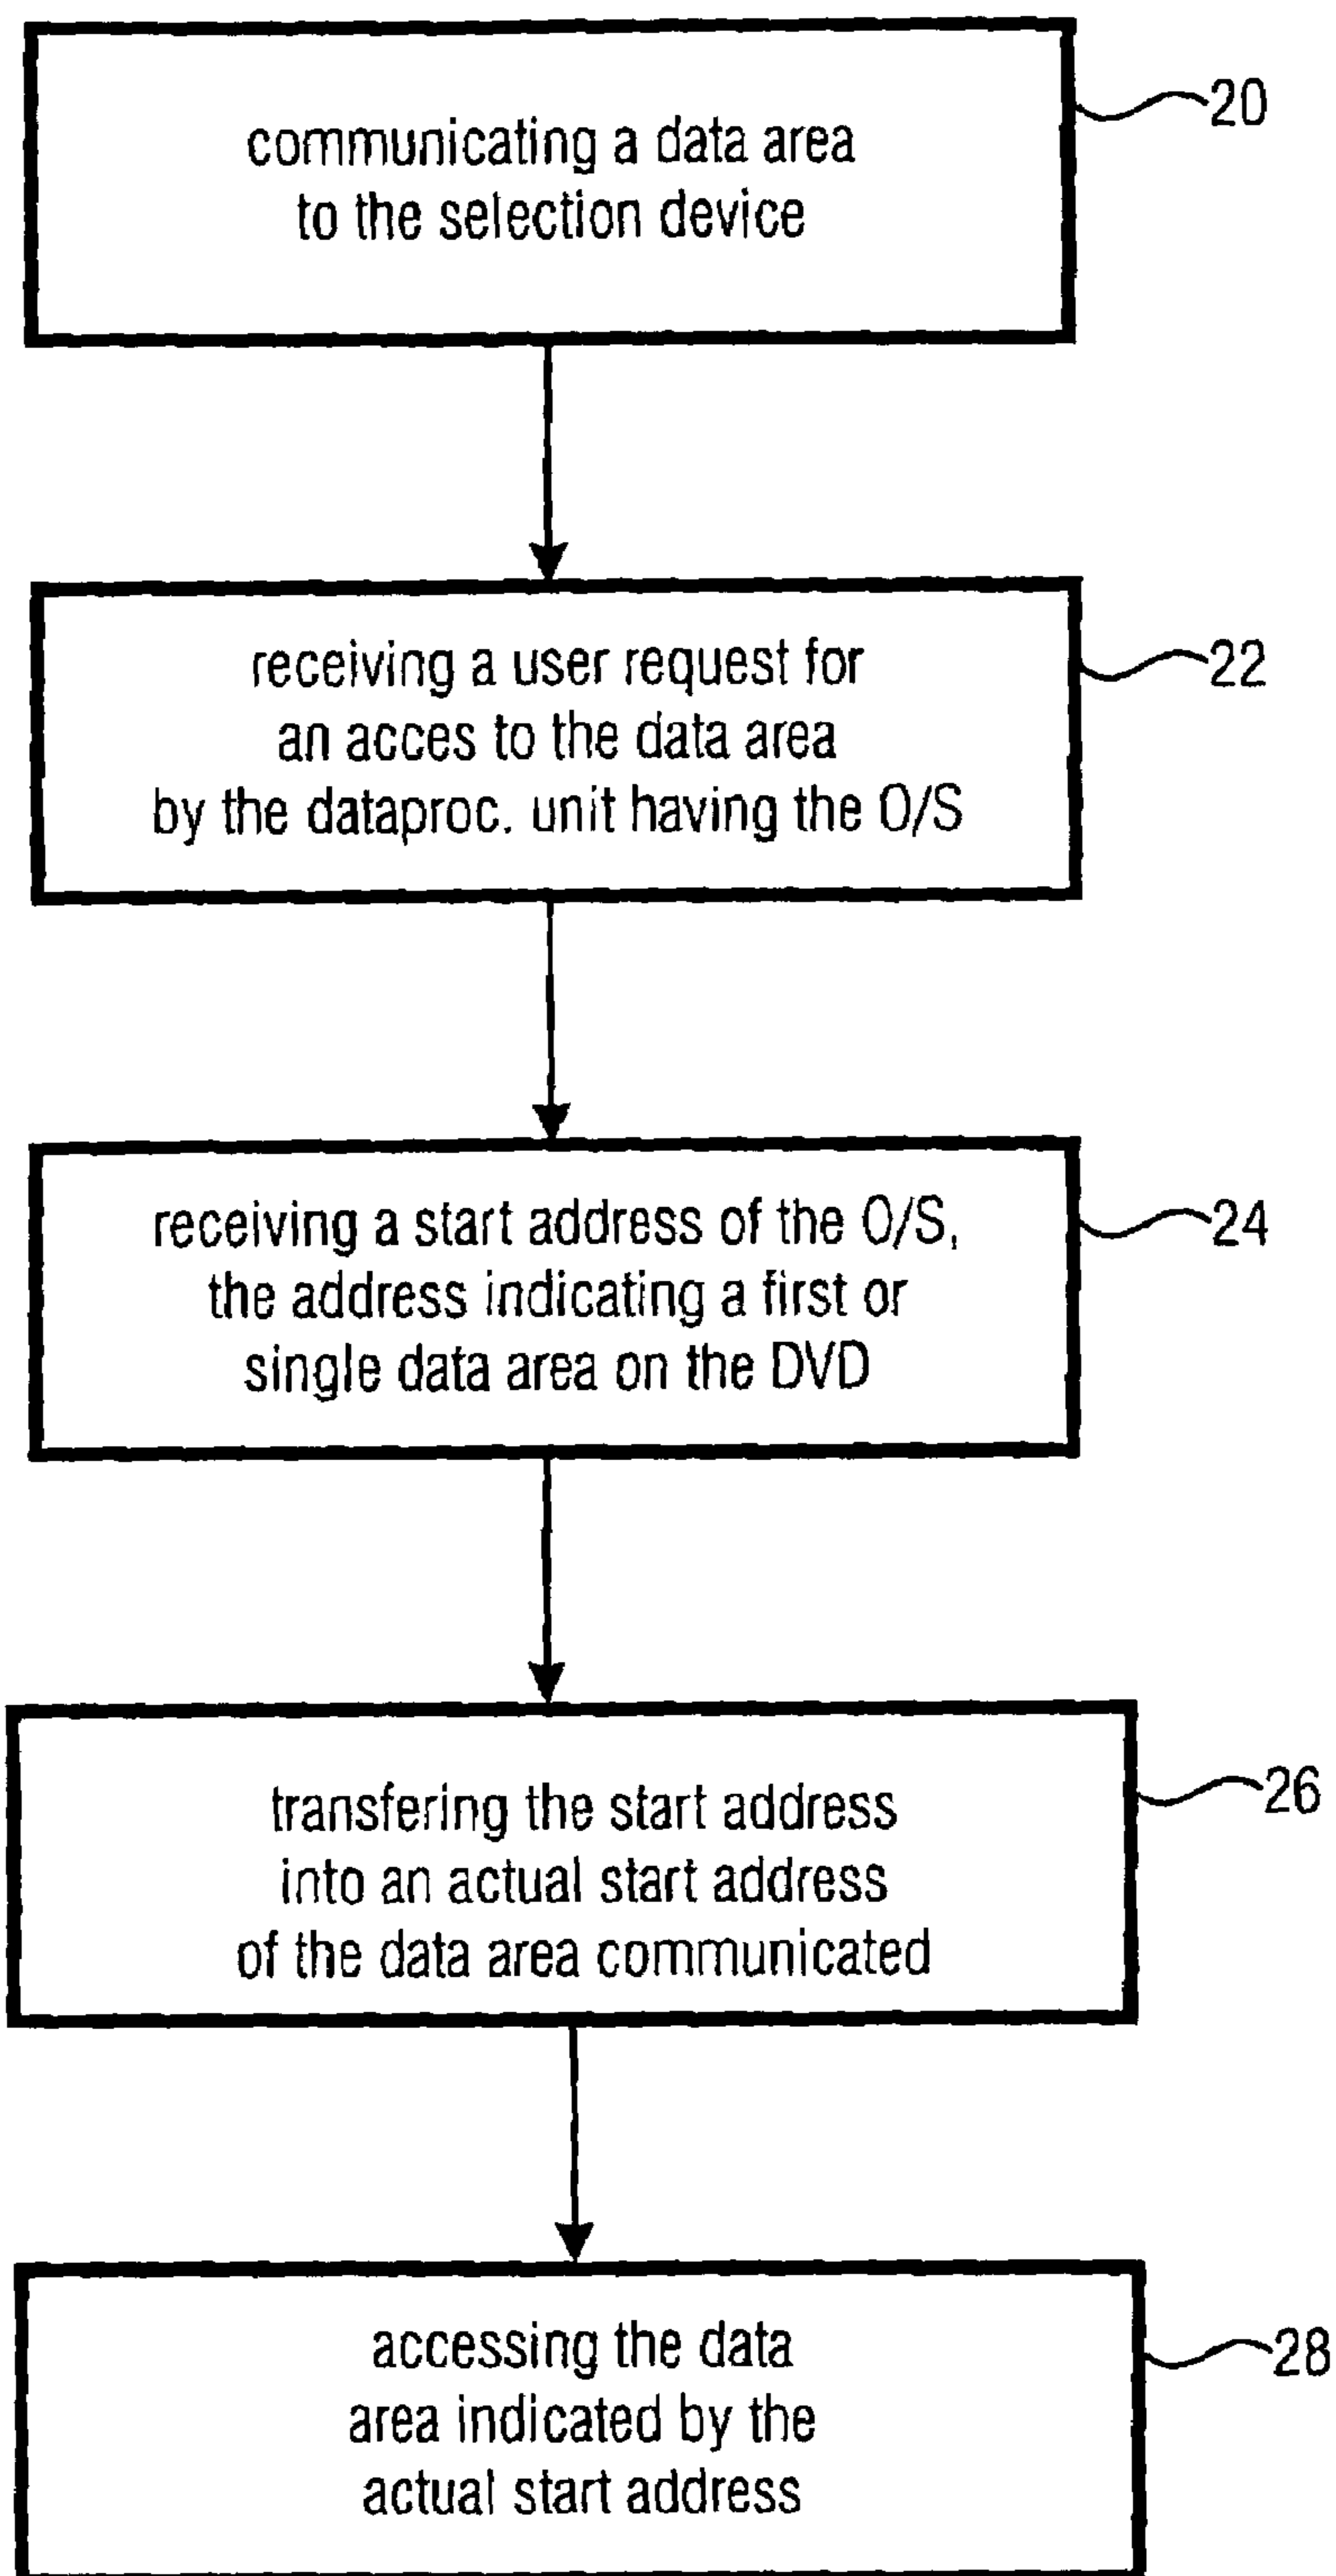 communicating a data area
to the selection device
20
receiving a user request for
an acces to the data area
by the dataproc. unit having the O/S
22
receiving a start address of the O/S,
the address indicating a first or
single data area on the DVD
24
transfering the start address
into an actual start address
of the data area communicated
26
accessing the data
area indicated by the
actual start address
28